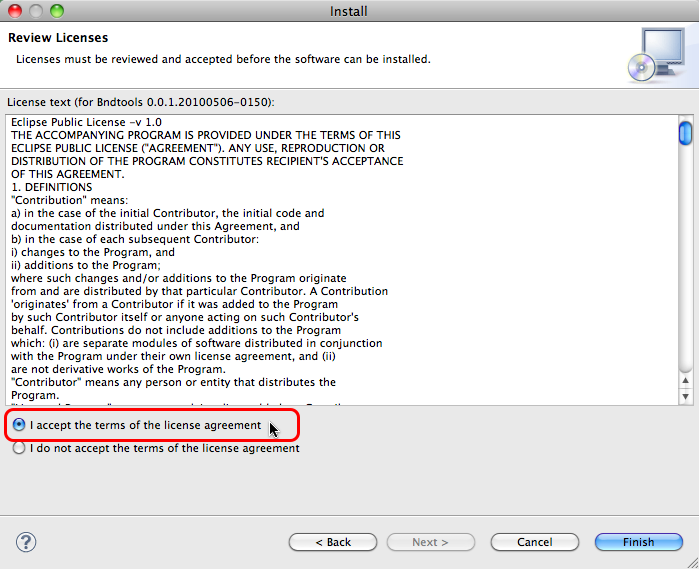 Install
Review Licenses
Licenses must be reviewed and accepted before the software can be installed.
License text (for Bndtools 0.0.1.20100506-0150):
Eclipse Public License -v 1.0
THE ACCOMPANYING PROGRAM IS PROVIDED UNDER THE TERMS OF THIS
ECLIPSE PUBLIC LICENSE ("AGREEMENT"). ANY USE, REPRODUCTION OR
DISTRIBUTION OF THE PROGRAM CONSTITUTES RECIPIENT'S ACCEPTANCE
OF THIS AGREEMENT.
1. DEFINITIONS
"Contribution" means:
a) in the case of the initial Contributor, the initial code and
documentation distributed under this Agreement, and
b) in the case of each subsequent Contributor:
i) changes to the Program, and
ii) additions to the Program;
where such changes and/or additions to the Program originate
from and are distributed by that particular Contributor. A Contribution
'originates' from a Contributor if it was added to the Program
by such Contributor itself or anyone acting on such Contributor's
behalf. Contributions do not include additions to the Program
which: (i) are separate modules of software distributed in conjunction
with the Program under their own license agreement, and (ii)
are not derivative works of the Program.
"Contributor" means any person or entity that distributes the
Program.
I accept the terms of the license agreement
I do not accept the terms of the license agreement
?
< Back
Next >
Cancel
Finish